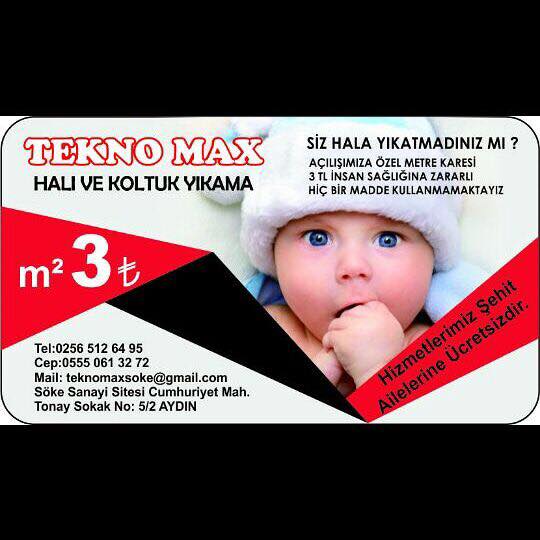 TEKNO MAX
HALI VE KOLTUK YIKAMA
SİZ HALA YIKATMADINIZ MI ?
AÇILIŞIMIZA ÖZEL METRE KARESİ
3 TL İNSAN SAĞLIĞINA ZARARLI
HİÇ BİR MADDE KULLANMAMAKTAYIZ
m² 3 ₺
Tel:0256 512 64 95
Cep:0555 061 32 72
Mail: teknomaxsoke@gmail.com
Söke Sanayi Sitesi Cumhuriyet Mah.
Tonay Sokak No: 5/2 AYDIN
Hizmetlerimiz Şehit
Ailelerine Ücretsizdir.